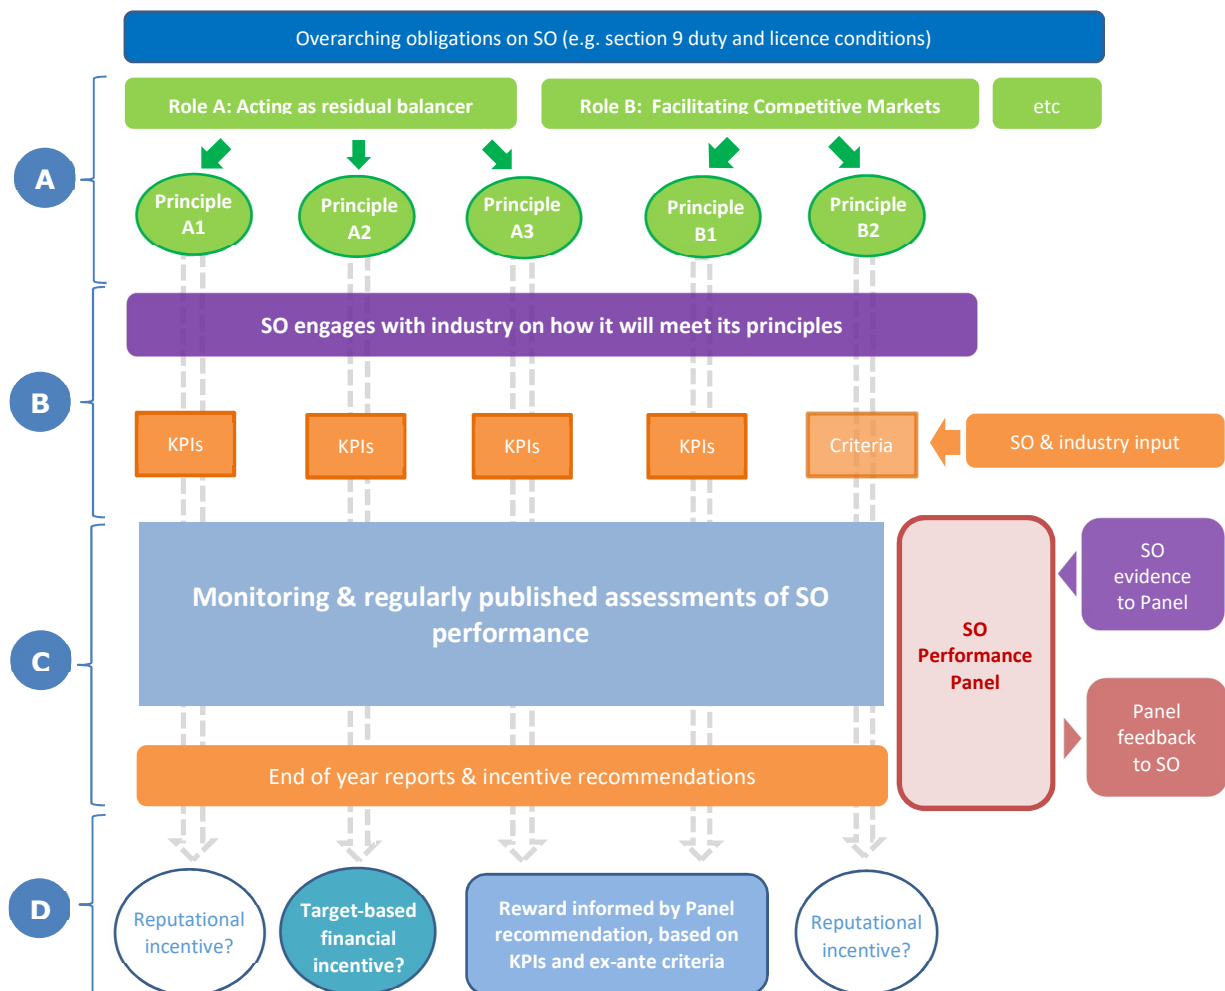 Overarching obligations on SO (e.g. section 9 duty and licence conditions)
Role A: Acting as residual balancer
Role B: Facilitating Competitive Markets
etc
A
Principle
A1
Principle
A2
Principle
A3
Principle
B1
Principle
B2
SO engages with industry on how it will meet its principles
B
KPIs
KPIs
KPIs
KPIs
Criteria
SO & industry input
Monitoring & regularly published assessments of SO
performance
C
SO
Performance
Panel
SO
evidence
to Panel
Panel
feedback
to SO
End of year reports & incentive recommendations
D
Reputational
incentive?
Target-based
financial
incentive?
Reward informed by Panel
recommendation, based on
KPIs and ex-ante criteria
Reputational
incentive?